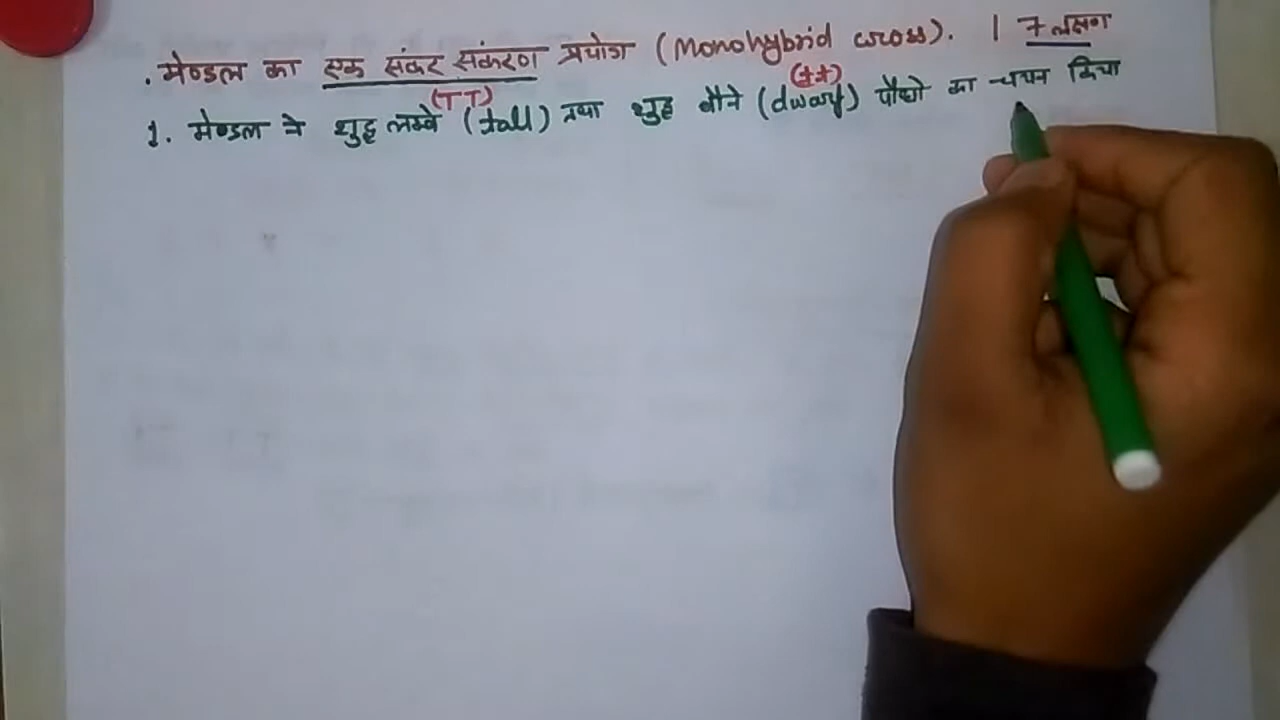 . मेण्डल का एक संकर संकरण प्रयोग (Monohybrid cross). | 7 लक्षण
(TT) (tt)
1. मेण्डल ने शुद्ध लम्बे (tall) तथा शुद्ध बौने (dwarf) पौधो का चयन किया